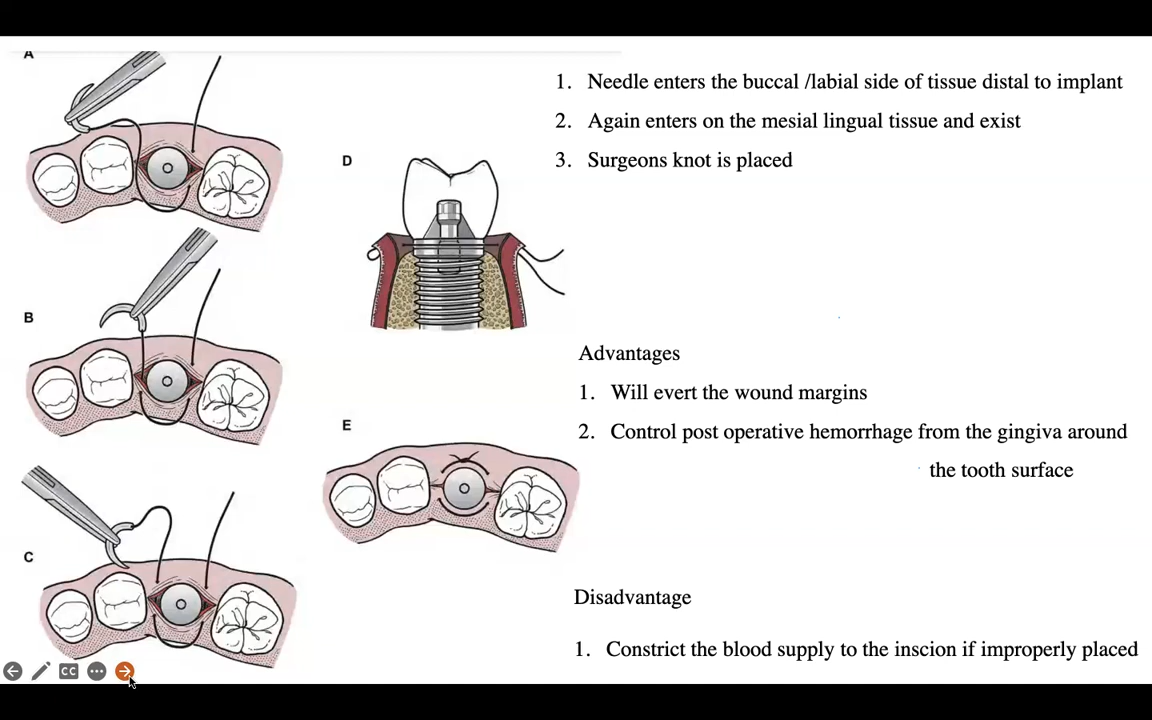 A
1. Needle enters the buccal /labial side of tissue distal to implant
2. Again enters on the mesial lingual tissue and exist
3. Surgeons knot is placed
D
B
Advantages
1. Will evert the wound margins
2. Control post operative hemorrhage from the gingiva around
the tooth surface
E
C
Disadvantage
1. Constrict the blood supply to the inscion if improperly placed
CC